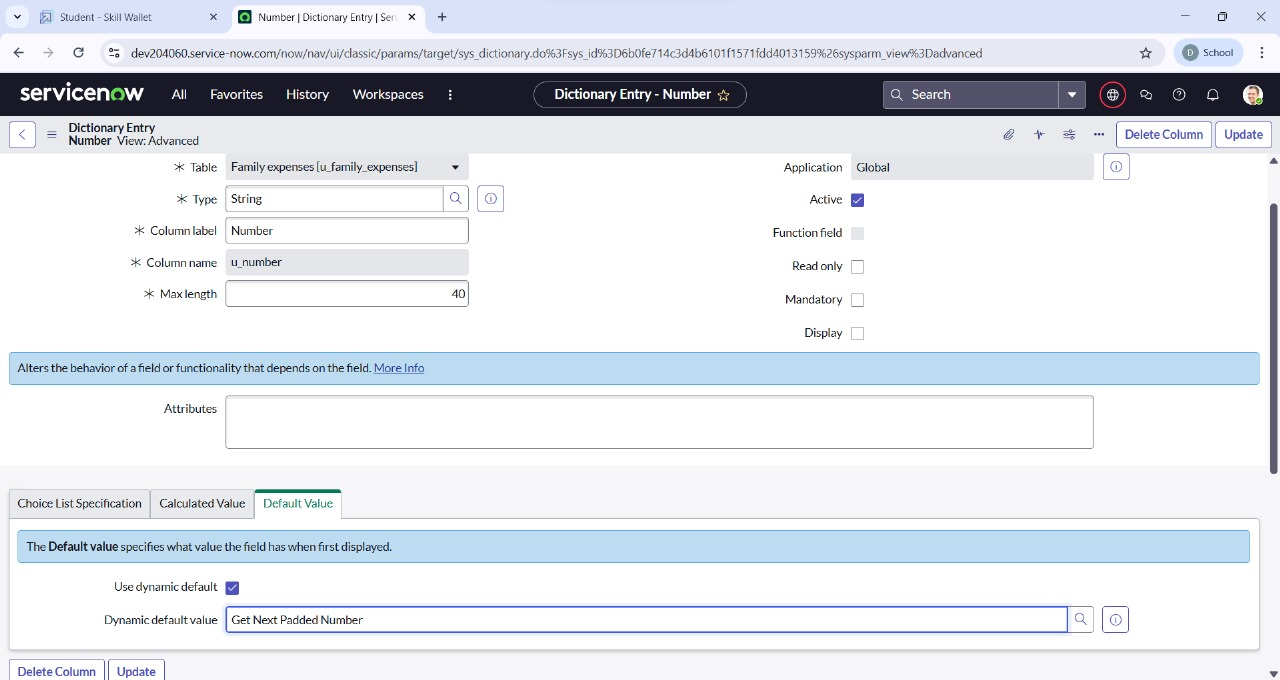 Student - Skill Wallet
Number | Dictionary Entry | Serv
dev204060.service-now.com/now/nav/ui/classic/params/target/sys_dictionary.do%3Fsys_id%3D6b0fe714c3d4b6101f1571fdd4013159%26sysparm_view%3Dadvanced
D School
servicenow All Favorites History Workspaces Dictionary Entry - Number Search
Dictionary Entry
Number View: Advanced
Delete Column Update
Table Family expenses [u_family_expenses]
Application Global
Type String
Active
Column label Number
Function field
Column name u_number
Read only
Max length 40
Mandatory
Display
Alters the behavior of a field or functionality that depends on the field. More Info
Attributes
Choice List Specification Calculated Value Default Value
The Default value specifies what value the field has when first displayed.
Use dynamic default
Dynamic default value Get Next Padded Number
Delete Column Update